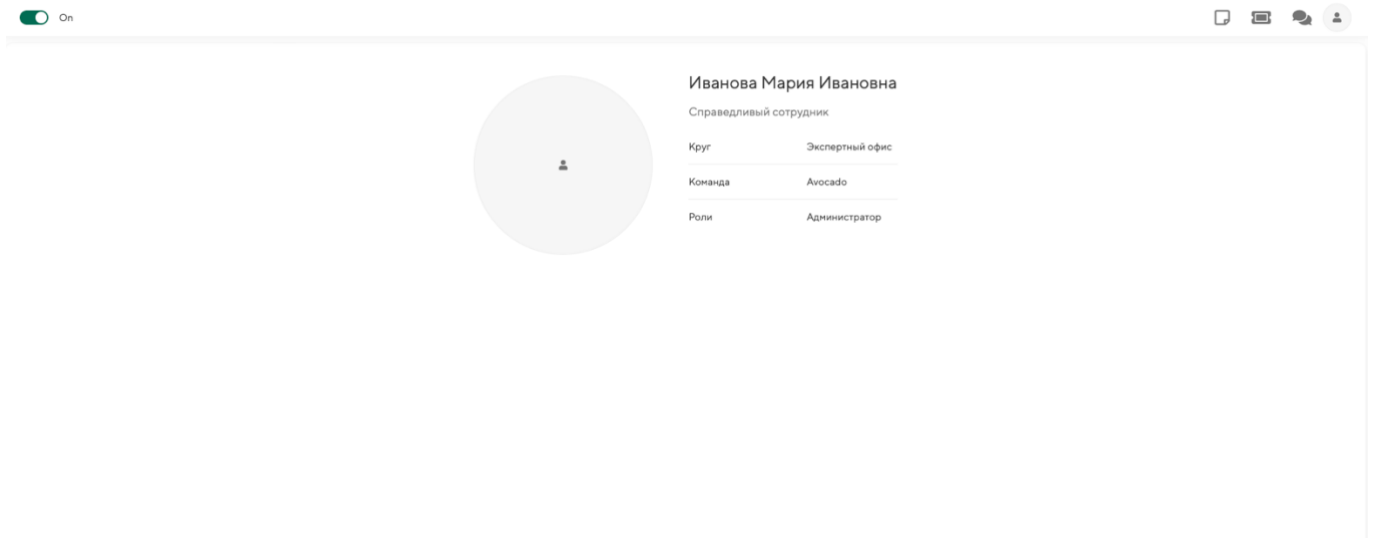 On
Иванова Мария Ивановна
Справедливый сотрудник
Круг Экспертный офис
Команда Avocado
Роли Администратор